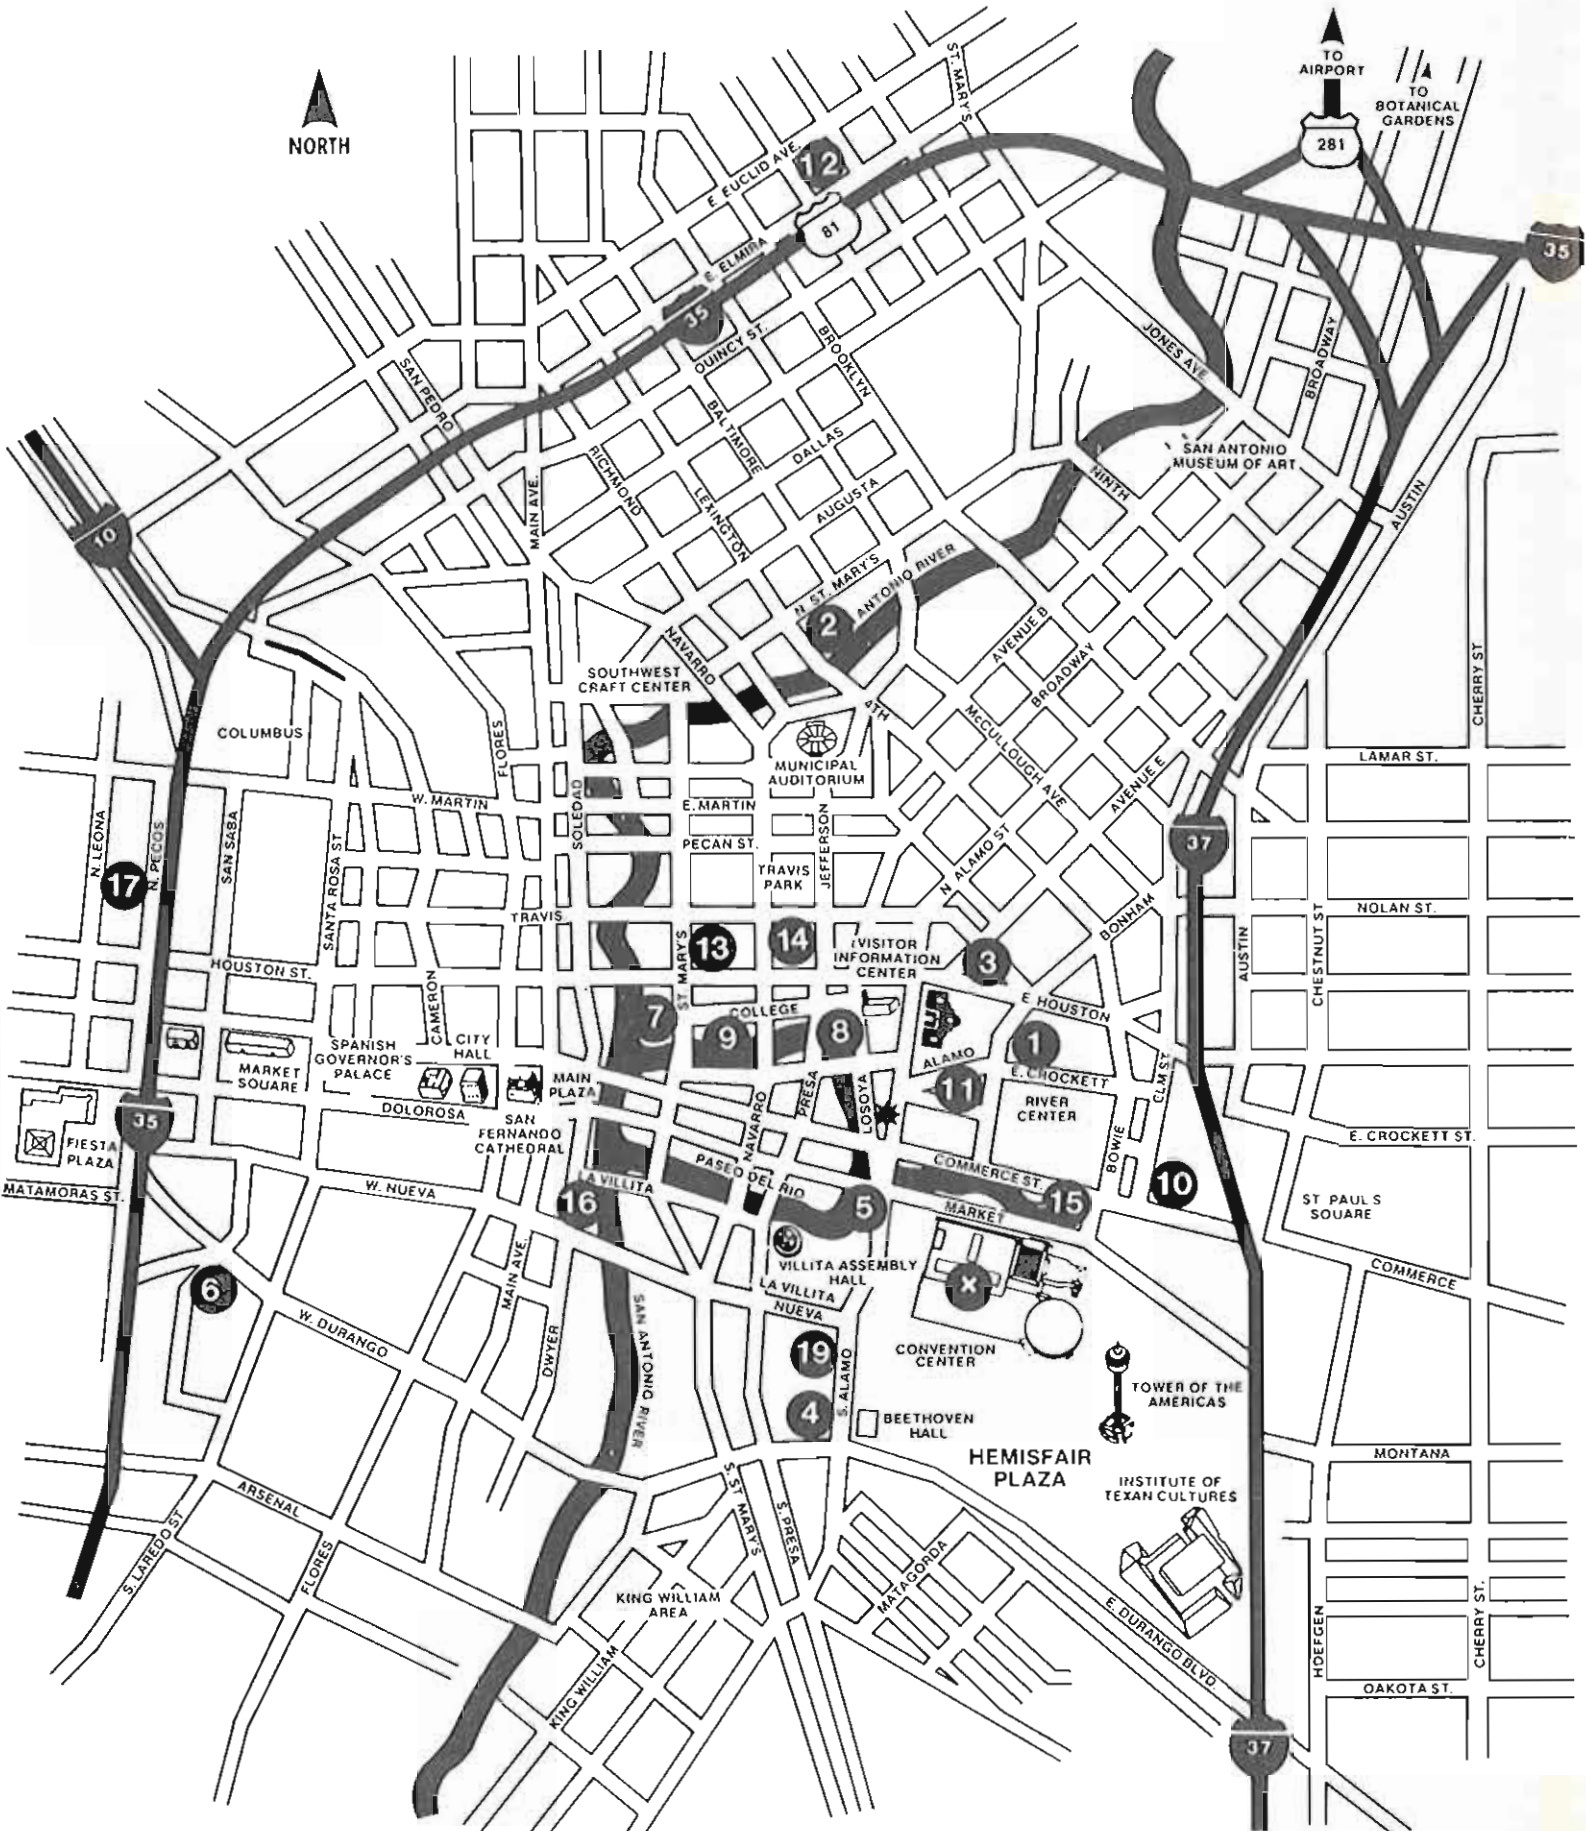 TO
AIRPORT
TO
BOTANICAL
GARDENS
281
NORTH
ST. MARY'S
E. EUCLID AVE.
12
81
E. ELMIRA
35
35
QUINCY ST.
BROOKLYN
JONES AVE
BROADWAY
SAN PEDRO
BALTIMORE
DALLAS
RICHMOND
SAN ANTONIO
MUSEUM OF ART
NINTH
AUSTIN
MAIN AVE.
LEXINGTON
AUGUSTA
10
N. ST. MARY'S
ANTONIO RIVER
2
AVENUE B
BROADWAY
NAVARRO
SOUTHWEST
CRAFT CENTER
CHERRY ST
4TH
McCULLOUGH AVE
COLUMBUS
FLORES
MUNICIPAL
AUDITORIUM
AVENUE E
LAMAR ST.
W. MARTIN
SOLEDAD
E. MARTIN
PECAN ST.
JEFFERSON
N. LEONA
N. PECOS
SAN SABA
SANTA ROSA ST
37
17
TRAVIS
PARK
N. ALAMO ST
TRAVIS
BONHAM
NOLAN ST.
AUSTIN
CHESTNUT ST
13
14
VISITOR
INFORMATION
CENTER
3
ST. MARY'S
HOUSTON ST.
CAMERON
7
COLLEGE
9
8
E HOUSTON
1
SPANISH
GOVERNOR'S
PALACE
CITY
HALL
MARKET
SQUARE
MAIN
PLAZA
ALAMO
E. CROCKETT
11
RIVER
CENTER
ELM ST
PRESA
LOSOYA
NAVARRO
DOLOROSA
SAN
FERNANDO
CATHEDRAL
35
FIESTA
PLAZA
BOWIE
E. CROCKETT ST.
MATAMORAS ST.
W. NUEVA
LA VILLITA
PASEO DEL RIO
COMMERCE ST.
10
16
5
15
MARKET
ST PAUL S
SQUARE
VILLITA ASSEMBLY
HALL
LA VILLITA
NUEVA
X
COMMERCE
6
MAIN AVE.
W. DURANGO
DWYER
SAN ANTONIO RIVER
19
S. ALAMO
CONVENTION
CENTER
TOWER OF THE
AMERICAS
4
BEETHOVEN
HALL
HEMISFAIR
PLAZA
MONTANA
INSTITUTE OF
TEXAN CULTURES
ARSENAL
S. LAREDO ST
FLORES
S. ST MARY'S
S. PRESA
MATAGORDA
KING WILLIAM
AREA
KING WILLIAM
E. DURANGO BLVD.
HOEFGEN
CHERRY ST.
OAKOTA ST.
37